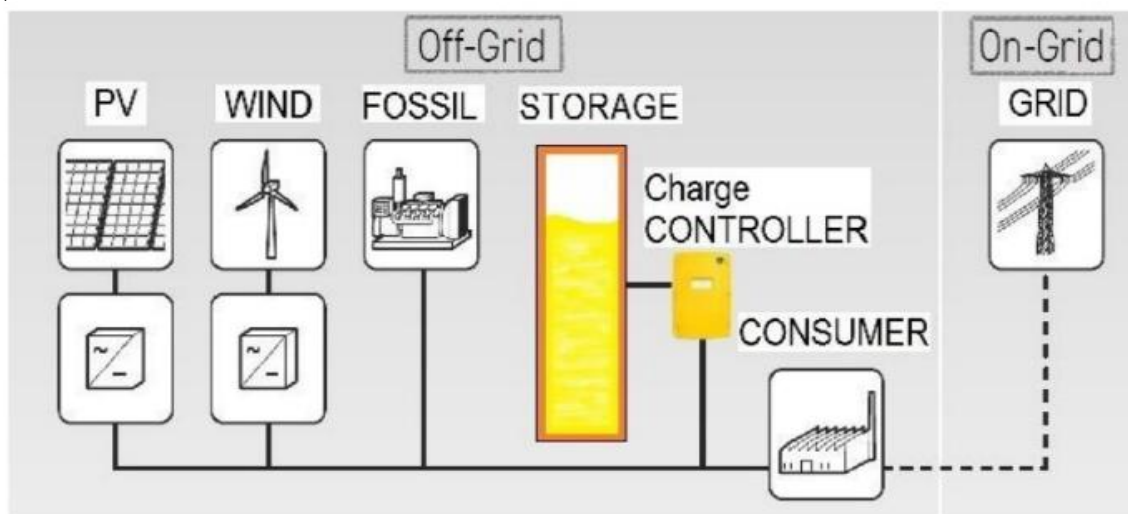 Off-Grid
On-Grid
PV
WIND
FOSSIL
STORAGE
GRID
Charge
CONTROLLER
CONSUMER